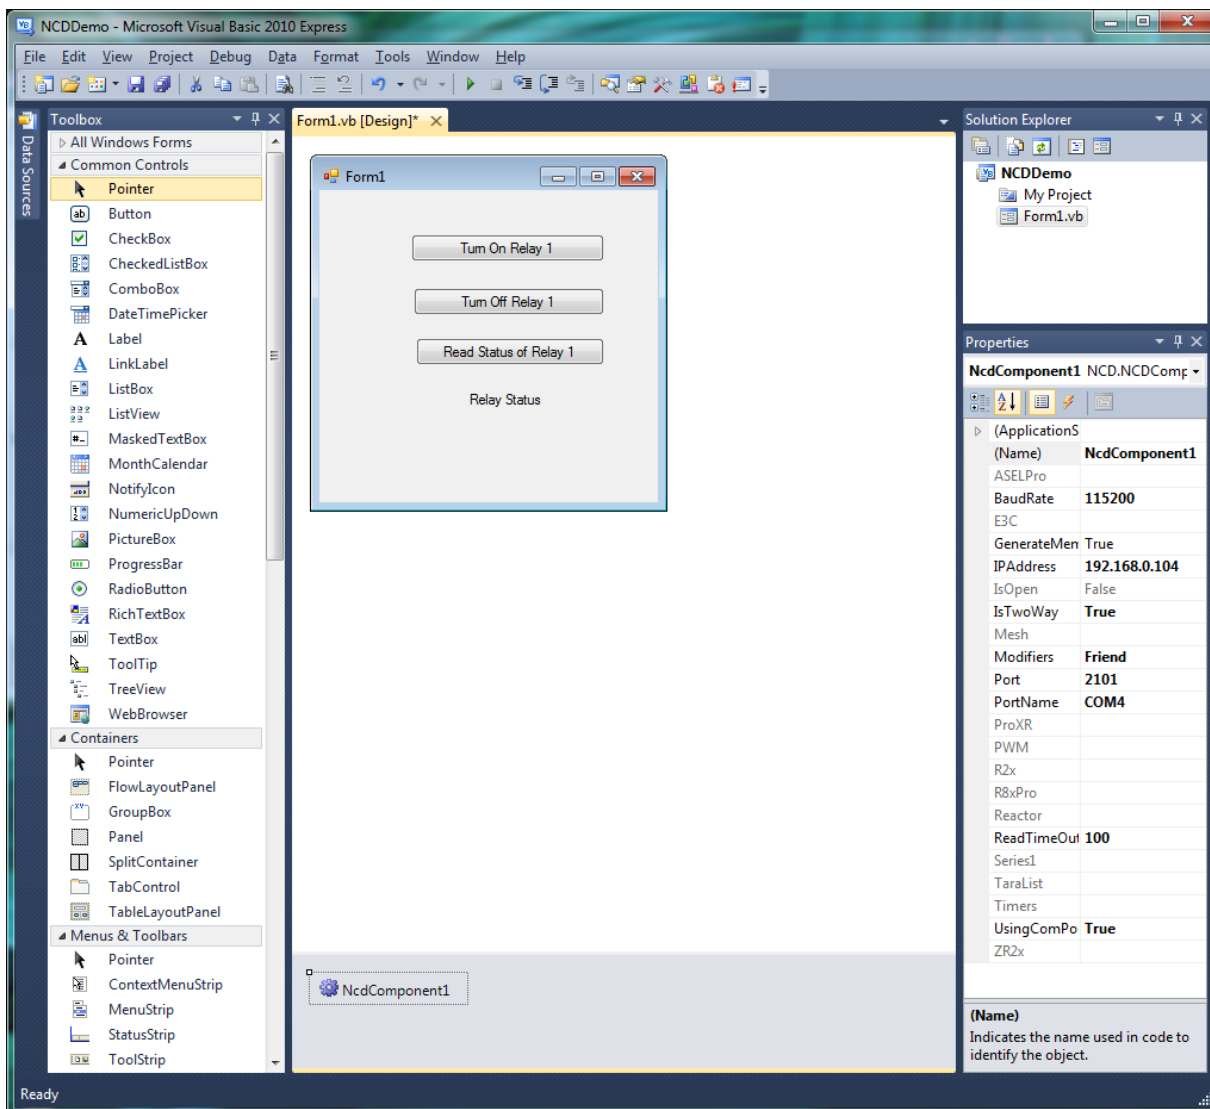 NCDDemo - Microsoft Visual Basic 2010 Express
File Edit View Project Debug Data Format Tools Window Help
Data Sources
Toolbox
All Windows Forms
Common Controls
Pointer
Button
CheckBox
CheckedListBox
ComboBox
DateTimePicker
Label
LinkLabel
ListBox
ListView
MaskedTextBox
MonthCalendar
NotifyIcon
NumericUpDown
PictureBox
ProgressBar
RadioButton
RichTextBox
TextBox
ToolTip
TreeView
WebBrowser
Containers
Pointer
FlowLayoutPanel
GroupBox
Panel
SplitContainer
TabControl
TableLayoutPanel
Menus & Toolbars
Pointer
ContextMenuStrip
MenuStrip
StatusStrip
ToolStrip
Form1.vb [Design]*
Form1
Turn On Relay 1
Turn Off Relay 1
Read Status of Relay 1
Relay Status
NcdComponent1
Solution Explorer
NCDDemo
My Project
Form1.vb
Properties
NcdComponent1 NCD.NCDComp
(ApplicationS
(Name) NcdComponent1
ASELPro
BaudRate 115200
E3C
GenerateMem True
IPAddress 192.168.0.104
IsOpen False
IsTwoWay True
Mesh
Modifiers Friend
Port 2101
PortName COM4
ProXR
PWM
R2x
R8xPro
Reactor
ReadTimeOut 100
Series1
TaraList
Timers
UsingComPo True
ZR2x
(Name)
Indicates the name used in code to
identify the object.
Ready